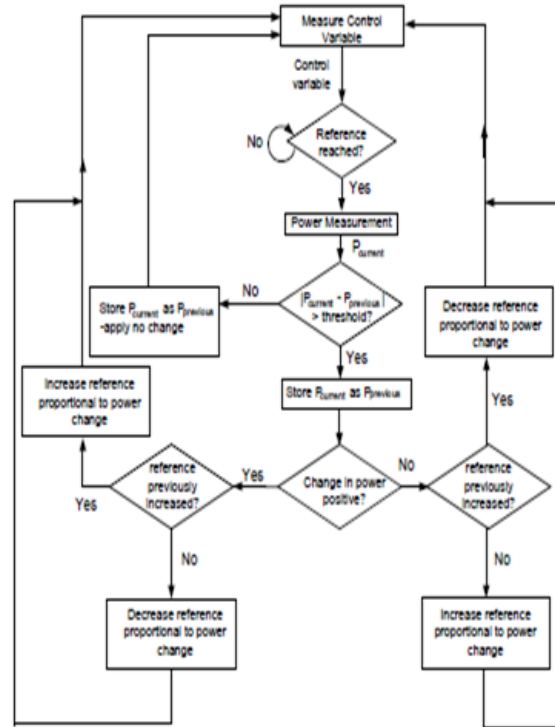 Measure Control
Variable
Control
variable
No
Reference
reached?
Yes
Power Measurement
Pcurrent
No
|Pcurrent - Pprevious|
> threshold?
Store Pcurrent as Pprevious
-apply no change
Yes
Store Pcurrent as Pprevious
Decrease reference
proportional to power
change
Increase reference
proportional to power
change
Yes
Yes
reference
previously
increased?
Yes
Change in power
positive?
No
reference
previously
increased?
No
No
Decrease reference
proportional to power
change
Increase reference
proportional to power
change